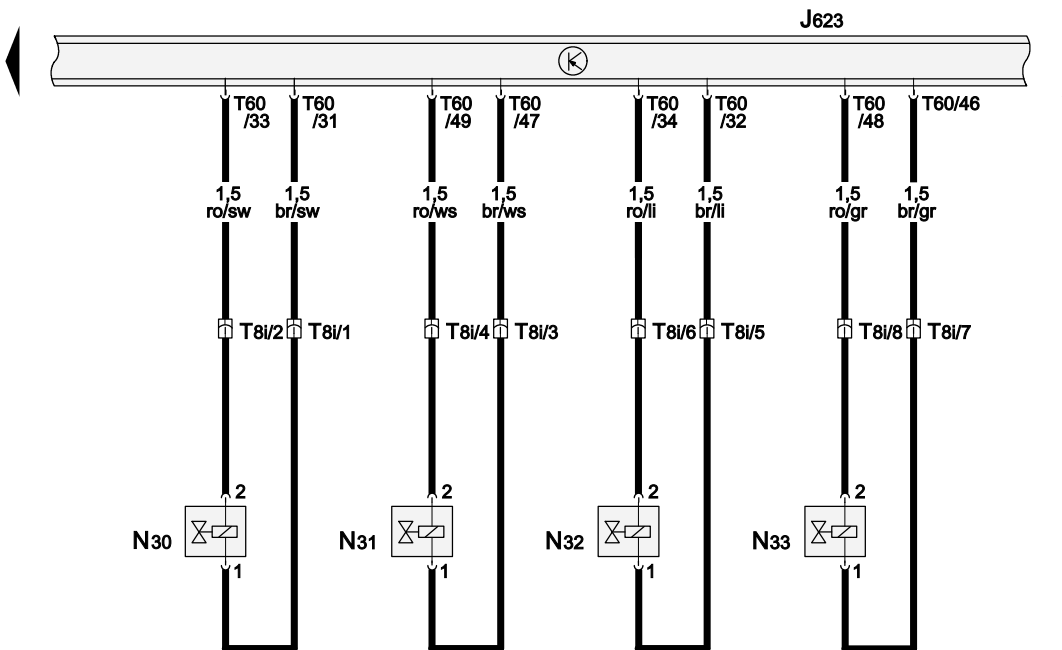 J623
T60 T60 T60 T60 T60 T60 T60 T60/46
/33 /31 /49 /47 /34 /32 /48
1,5 1,5 1,5 1,5 1,5 1,5 1,5 1,5
ro/sw br/sw ro/ws br/ws ro/li br/li ro/gr br/gr
T8i/2 T8i/1 T8i/4 T8i/3 T8i/6 T8i/5 T8i/8 T8i/7
2 2 2 2
N30 N31 N32 N33
1 1 1 1